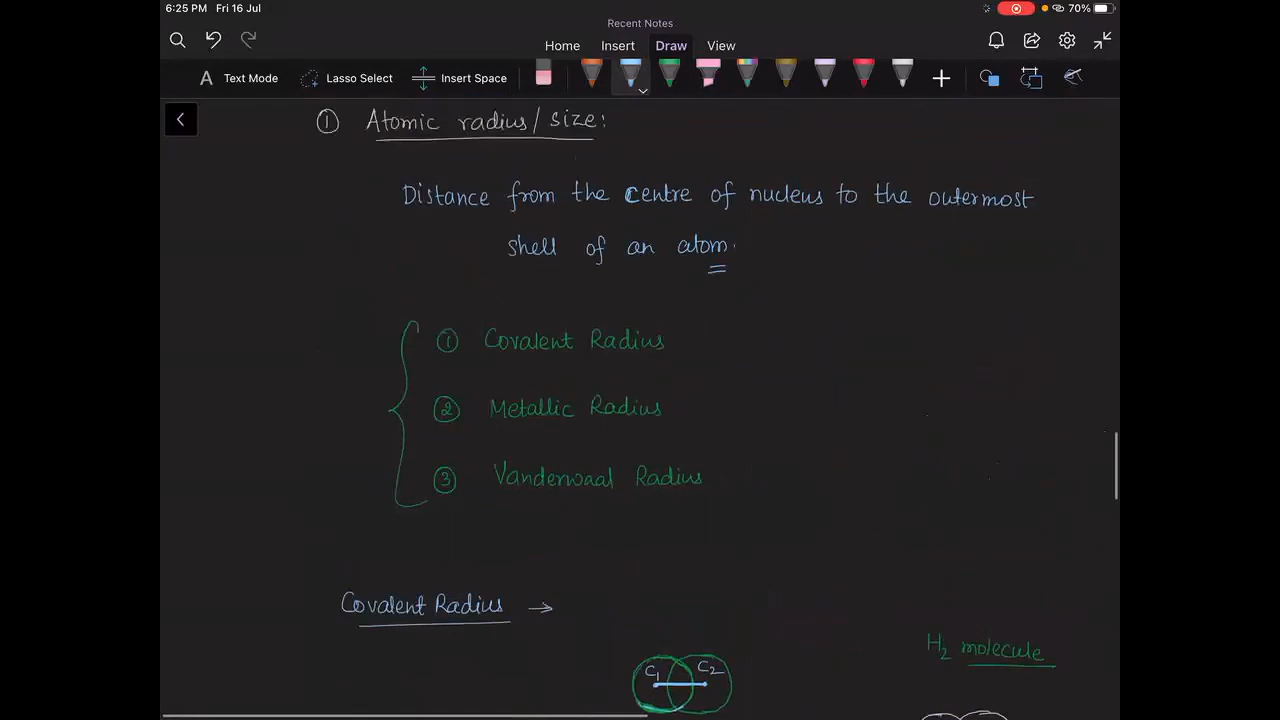 6:25 PM Fri 16 Jul
70%
Recent Notes
Home Insert Draw View
A Text Mode Lasso Select Insert Space
① Atomic radius/size:
Distance from the centre of nucleus to the outermost
shell of an atom.
① Covalent Radius
② Metallic Radius
③ Vanderwaal Radius
Covalent Radius →
H2 molecule
C1 C2